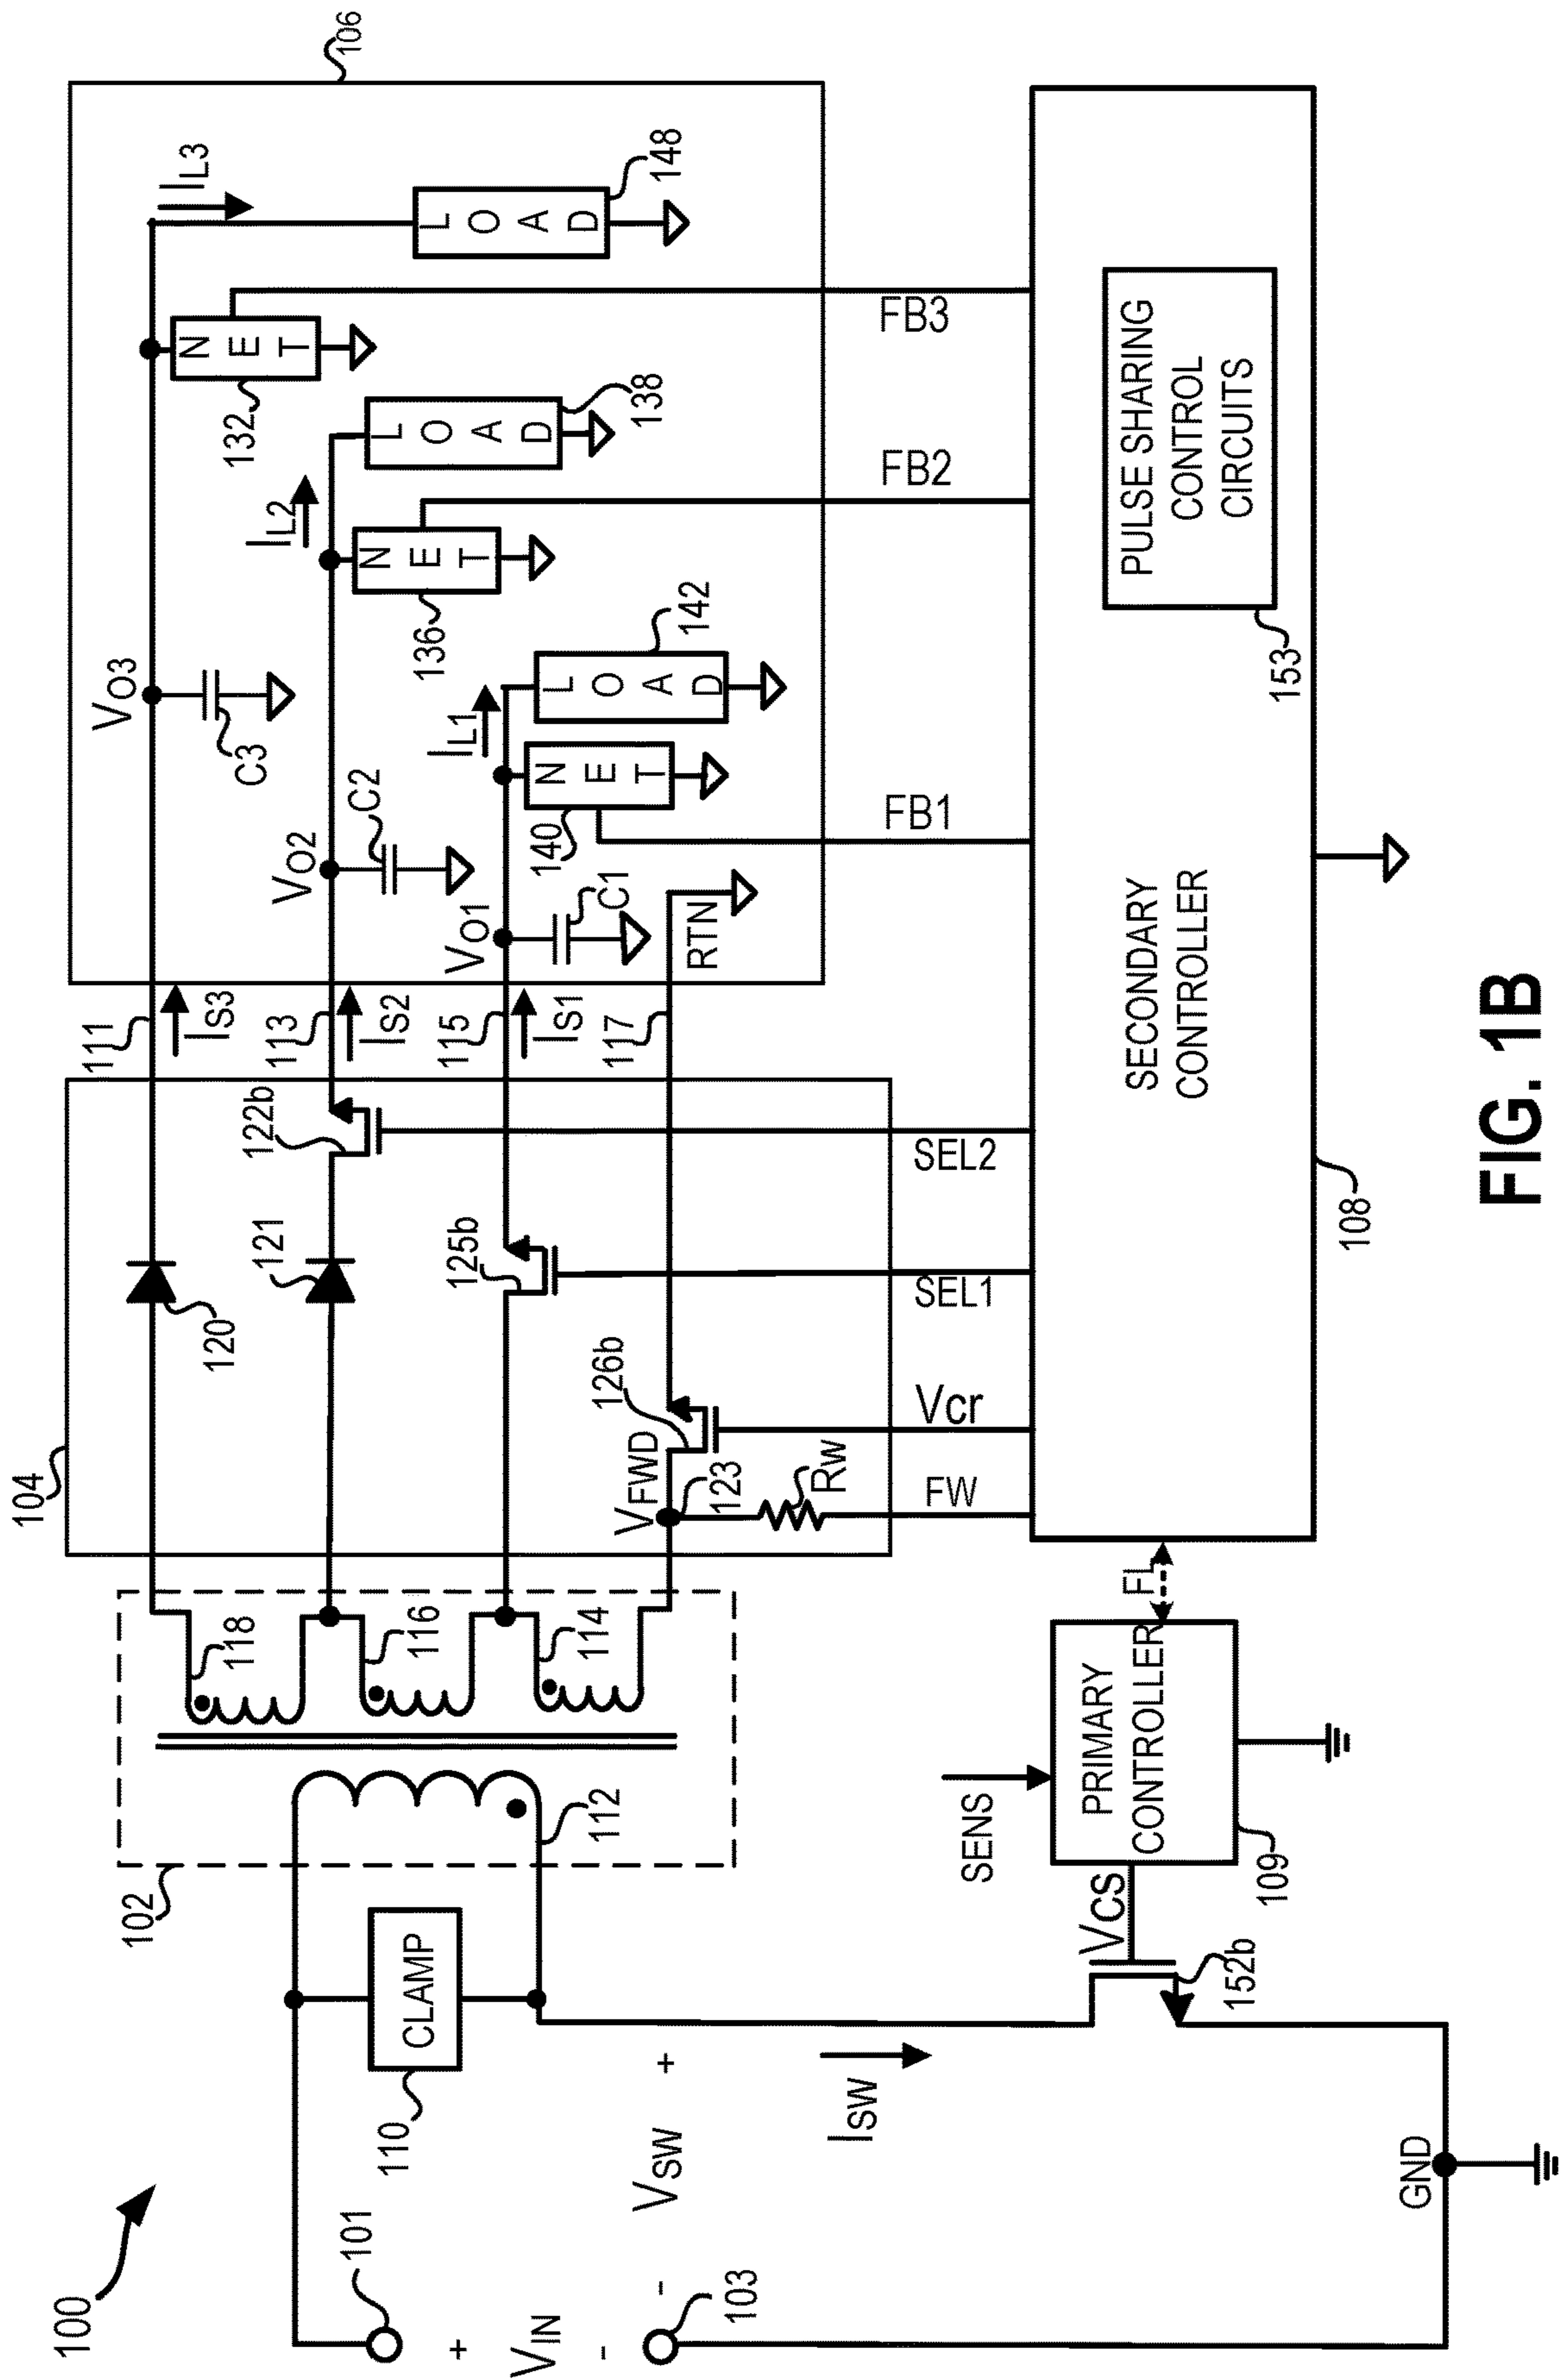 100
101
+
VIN
-
103
GND
110
CLAMP
-
VSW
+
ISW
102
112
118
116
114
152b
VCS
109
PRIMARY
CONTROLLER
SENS
FL
104
120
121
122b
125b
126b
VFWD
123
RW
FW
Vcr
SEL1
SEL2
111
IS3
113
IS2
115
IS1
117
RTN
106
VO3
C3
VO2
C2
VO1
C1
132
NET
IL3
LOAD
148
136
NET
IL2
LOAD
138
140
NET
IL1
LOAD
142
FB1
FB2
FB3
SECONDARY
CONTROLLER
108
PULSE SHARING
CONTROL
CIRCUITS
153
FIG. 1B